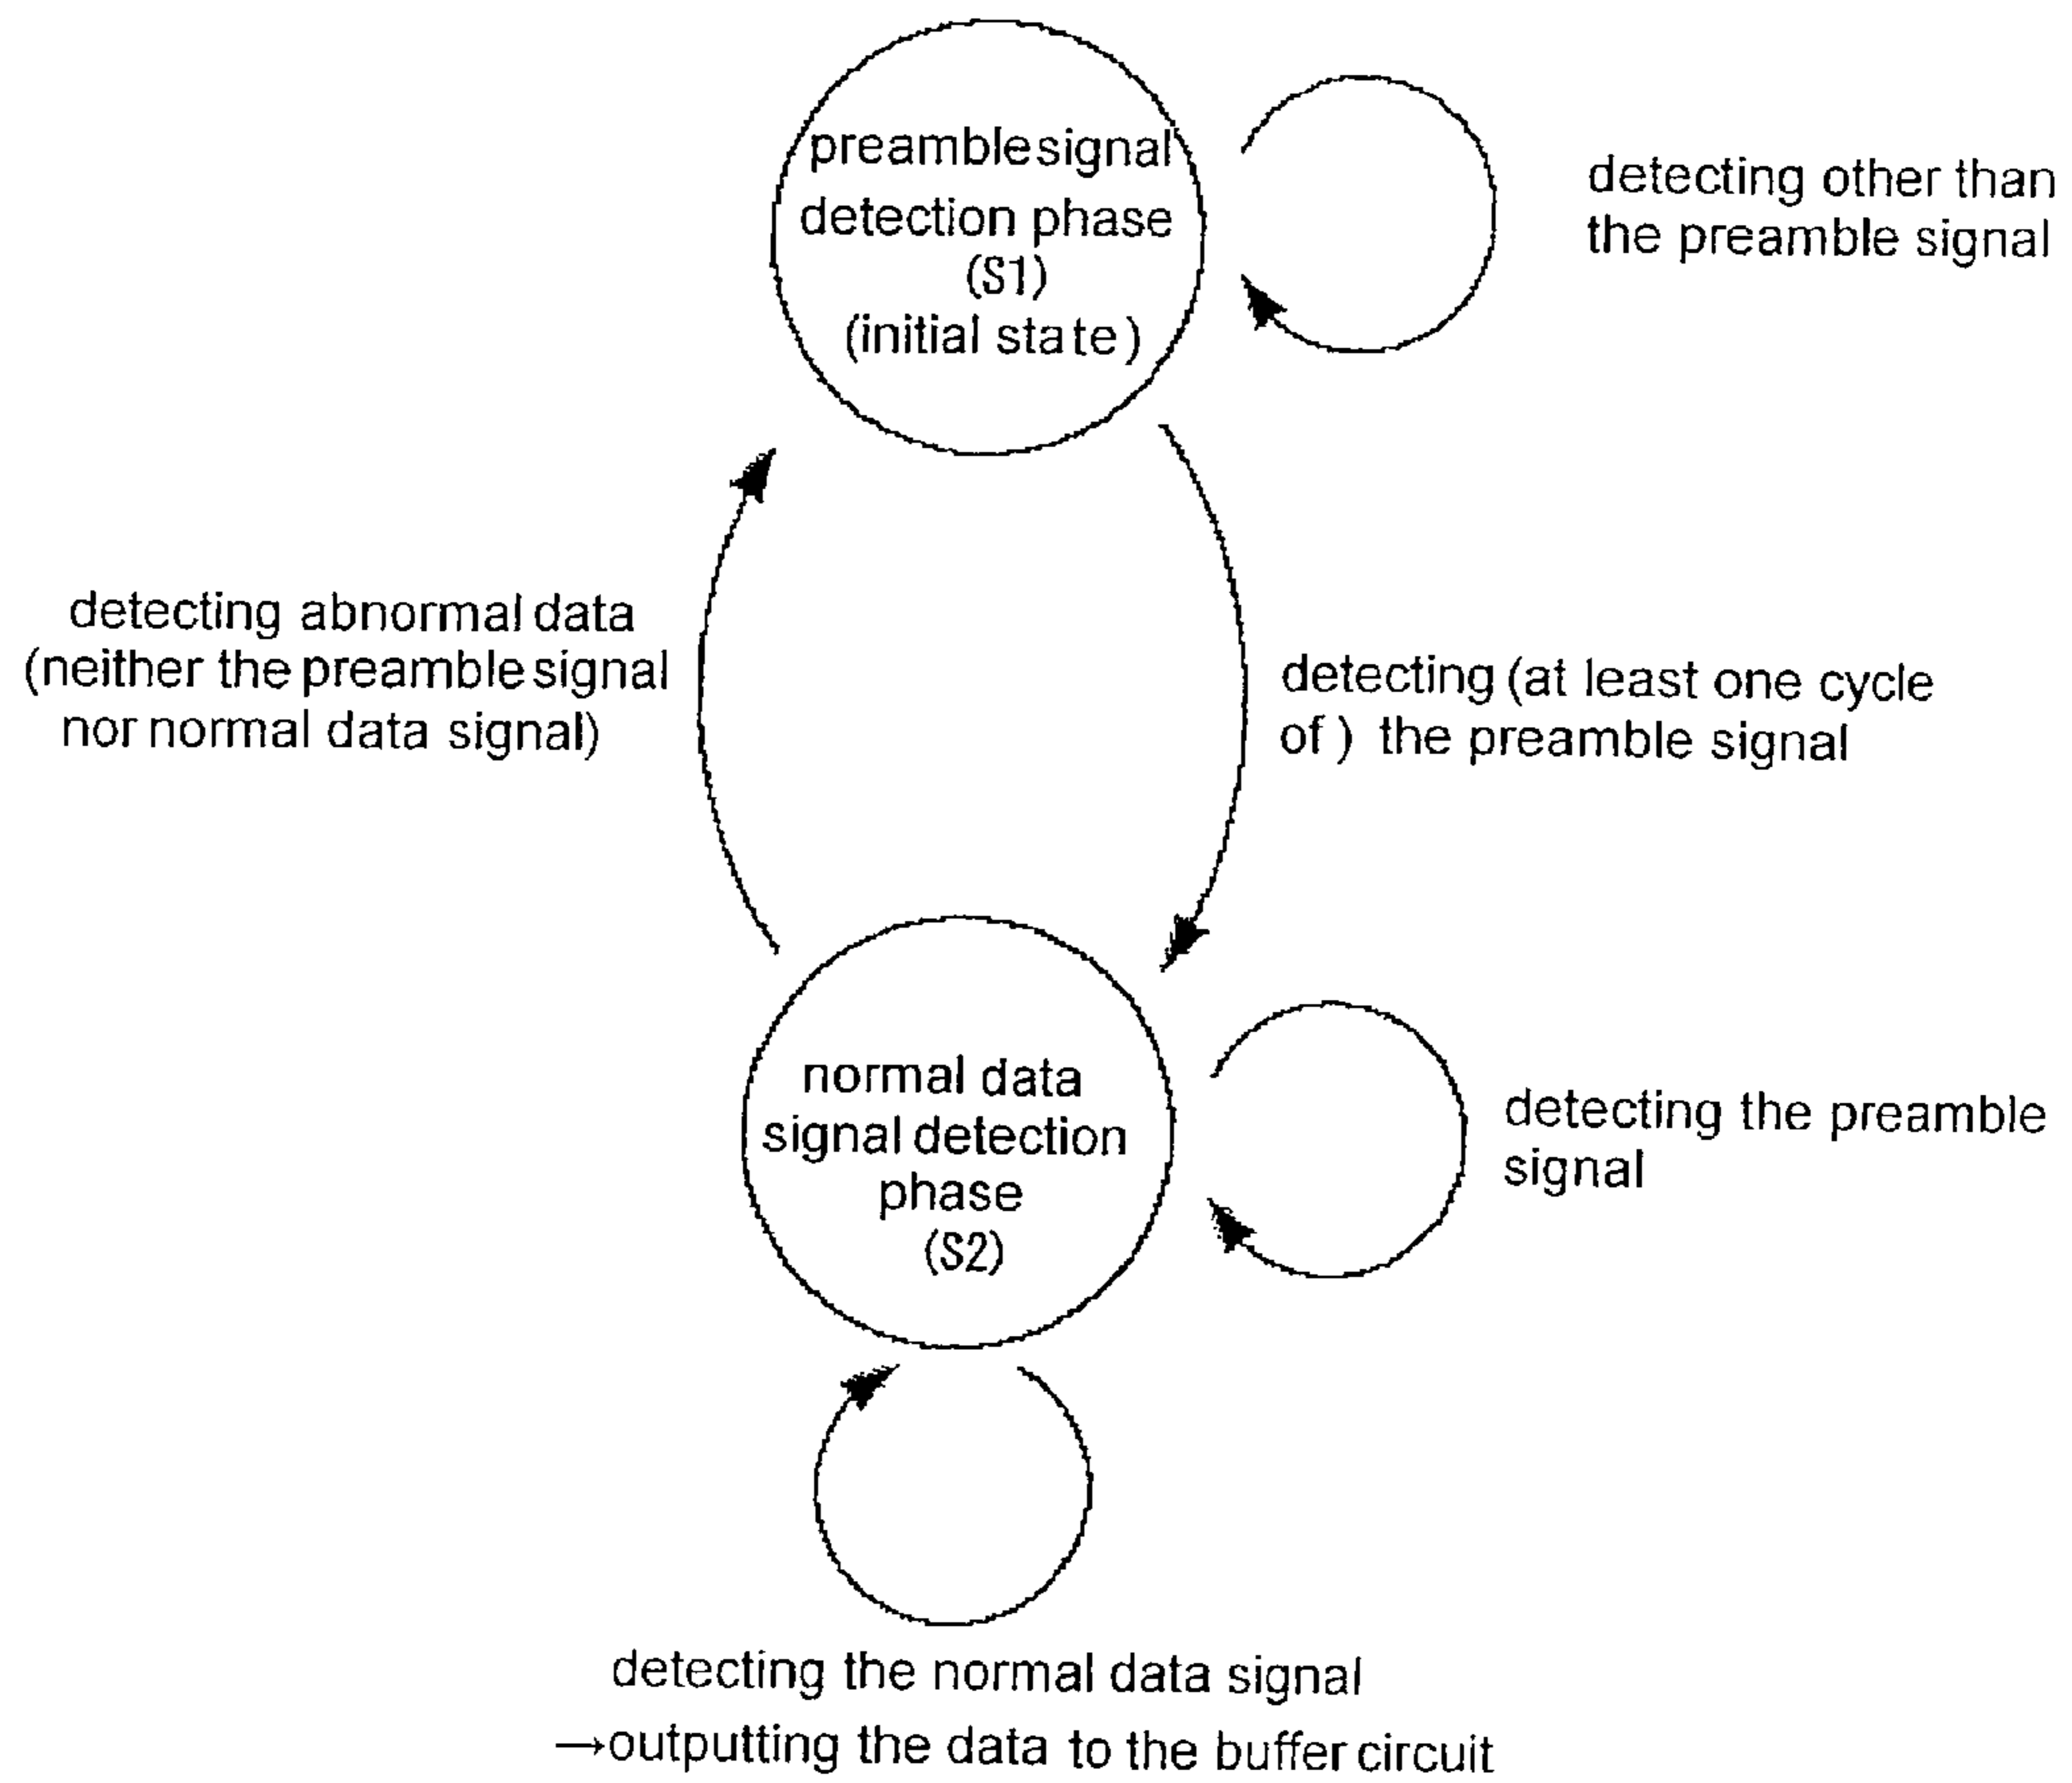 preamble signal
detection phase
(S1)
(initial state)
detecting other than
the preamble signal
detecting abnormal data
(neither the preamble signal
nor normal data signal)
detecting (at least one cycle
of) the preamble signal
normal data
signal detection
phase
(S2)
detecting the preamble
signal
detecting the normal data signal
→outputting the data to the buffer circuit